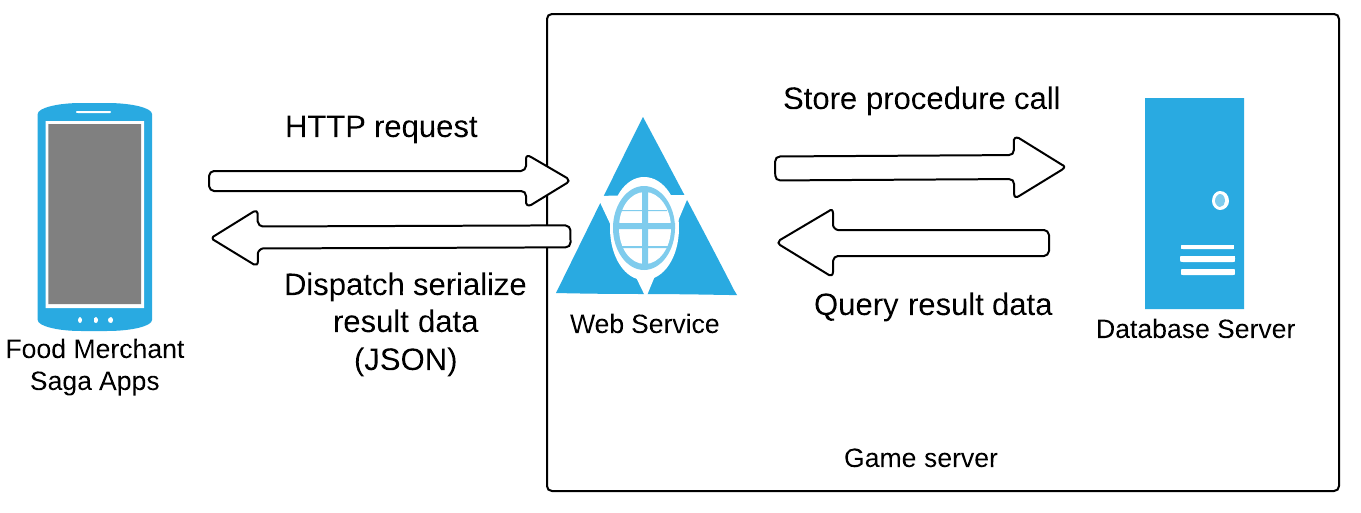 HTTP request
Store procedure call
Dispatch serialize
result data
(JSON)
Query result data
Food Merchant
Saga Apps
Web Service
Database Server
Game server